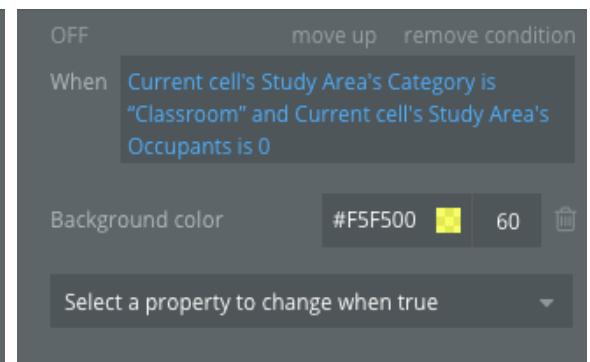 OFF move up remove condition
When Current cell's Study Area's Category is
“Classroom” and Current cell's Study Area's
Occupants is 0
Background color #F5F500 60
Select a property to change when true